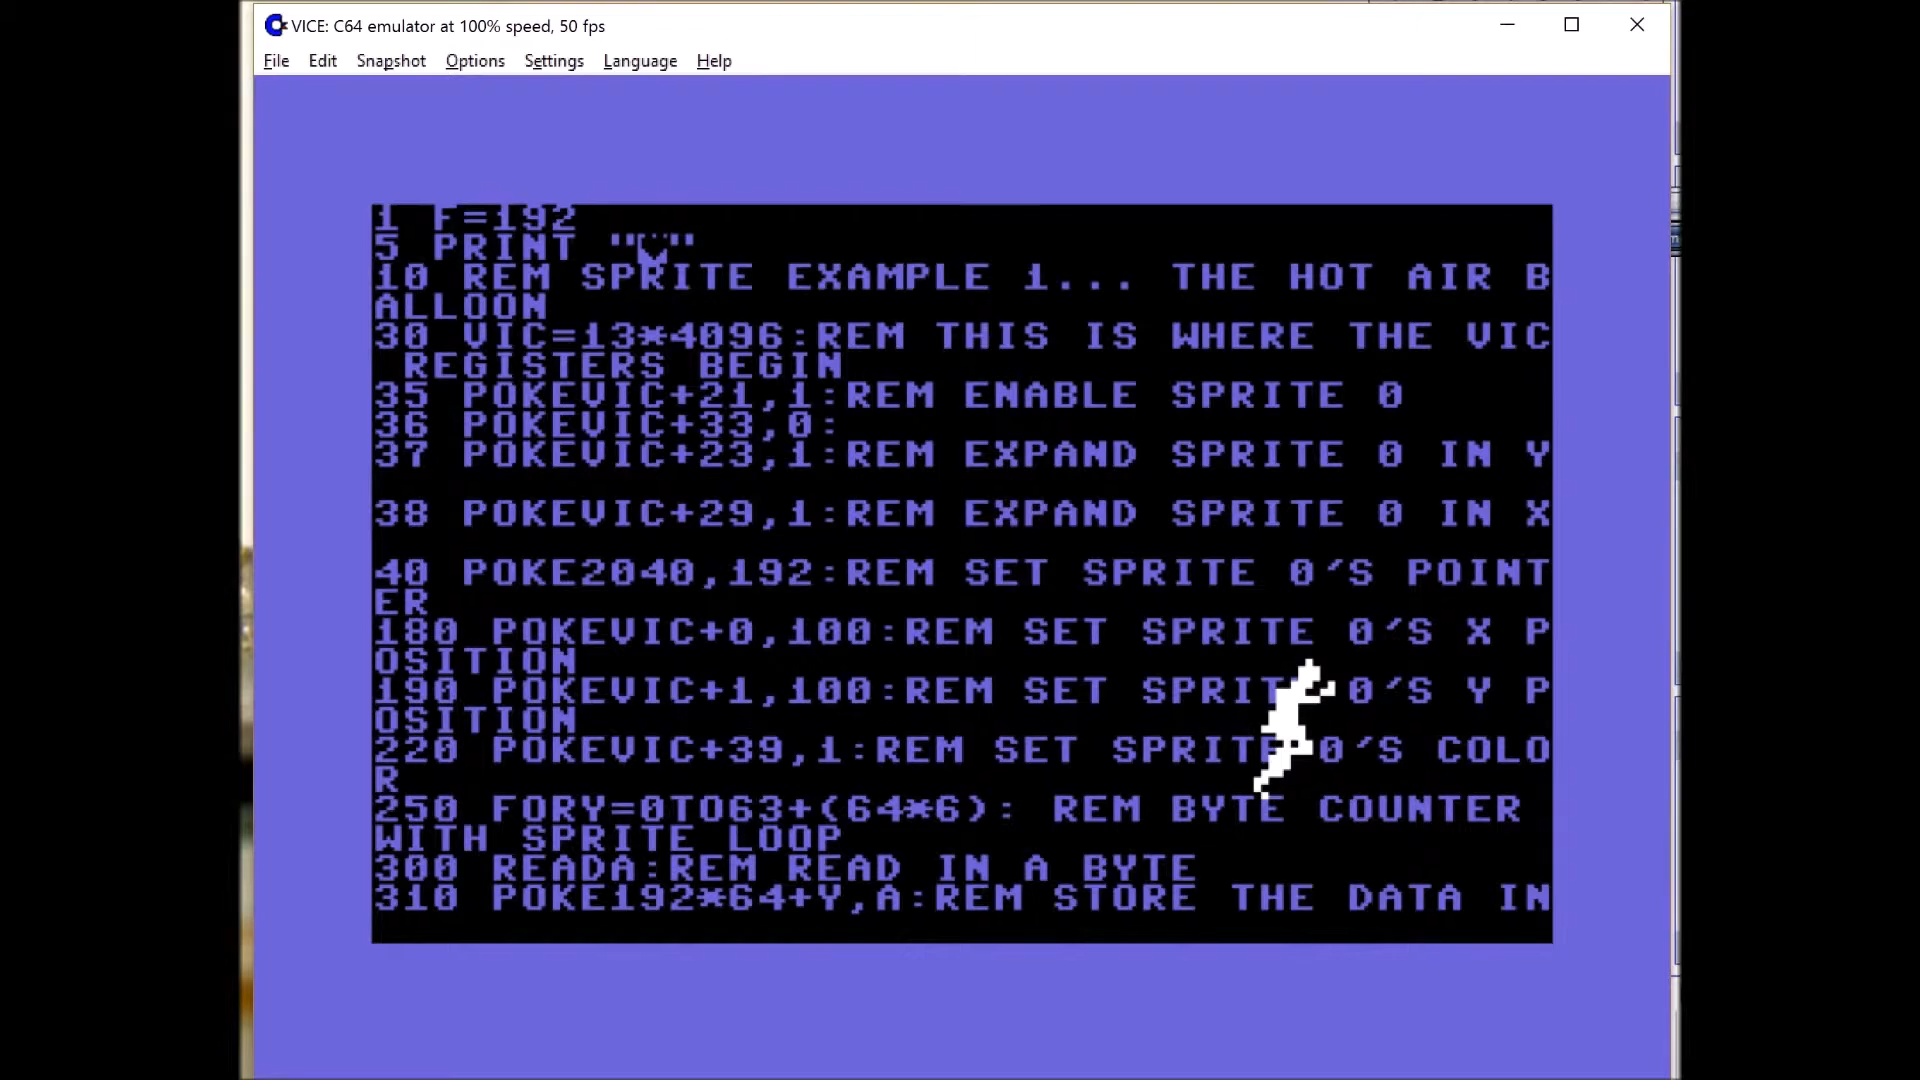 VICE: C64 emulator at 100% speed, 50 fps
File Edit Snapshot Options Settings Language Help
1 F=192
5 PRINT "♥"
10 REM SPRITE EXAMPLE 1... THE HOT AIR B
ALLOON
30 VIC=13*4096:REM THIS IS WHERE THE VIC
 REGISTERS BEGIN
35 POKEVIC+21,1:REM ENABLE SPRITE 0
36 POKEVIC+33,0:
37 POKEVIC+23,1:REM EXPAND SPRITE 0 IN Y
38 POKEVIC+29,1:REM EXPAND SPRITE 0 IN X
40 POKE2040,192:REM SET SPRITE 0'S POINT
ER
180 POKEVIC+0,100:REM SET SPRITE 0'S X P
OSITION
190 POKEVIC+1,100:REM SET SPRITE 0'S Y P
OSITION
220 POKEVIC+39,1:REM SET SPRITE 0'S COLO
R
250 FORY=0TO63+(64*6): REM BYTE COUNTER
WITH SPRITE LOOP
300 READA:REM READ IN A BYTE
310 POKE192*64+Y,A:REM STORE THE DATA IN